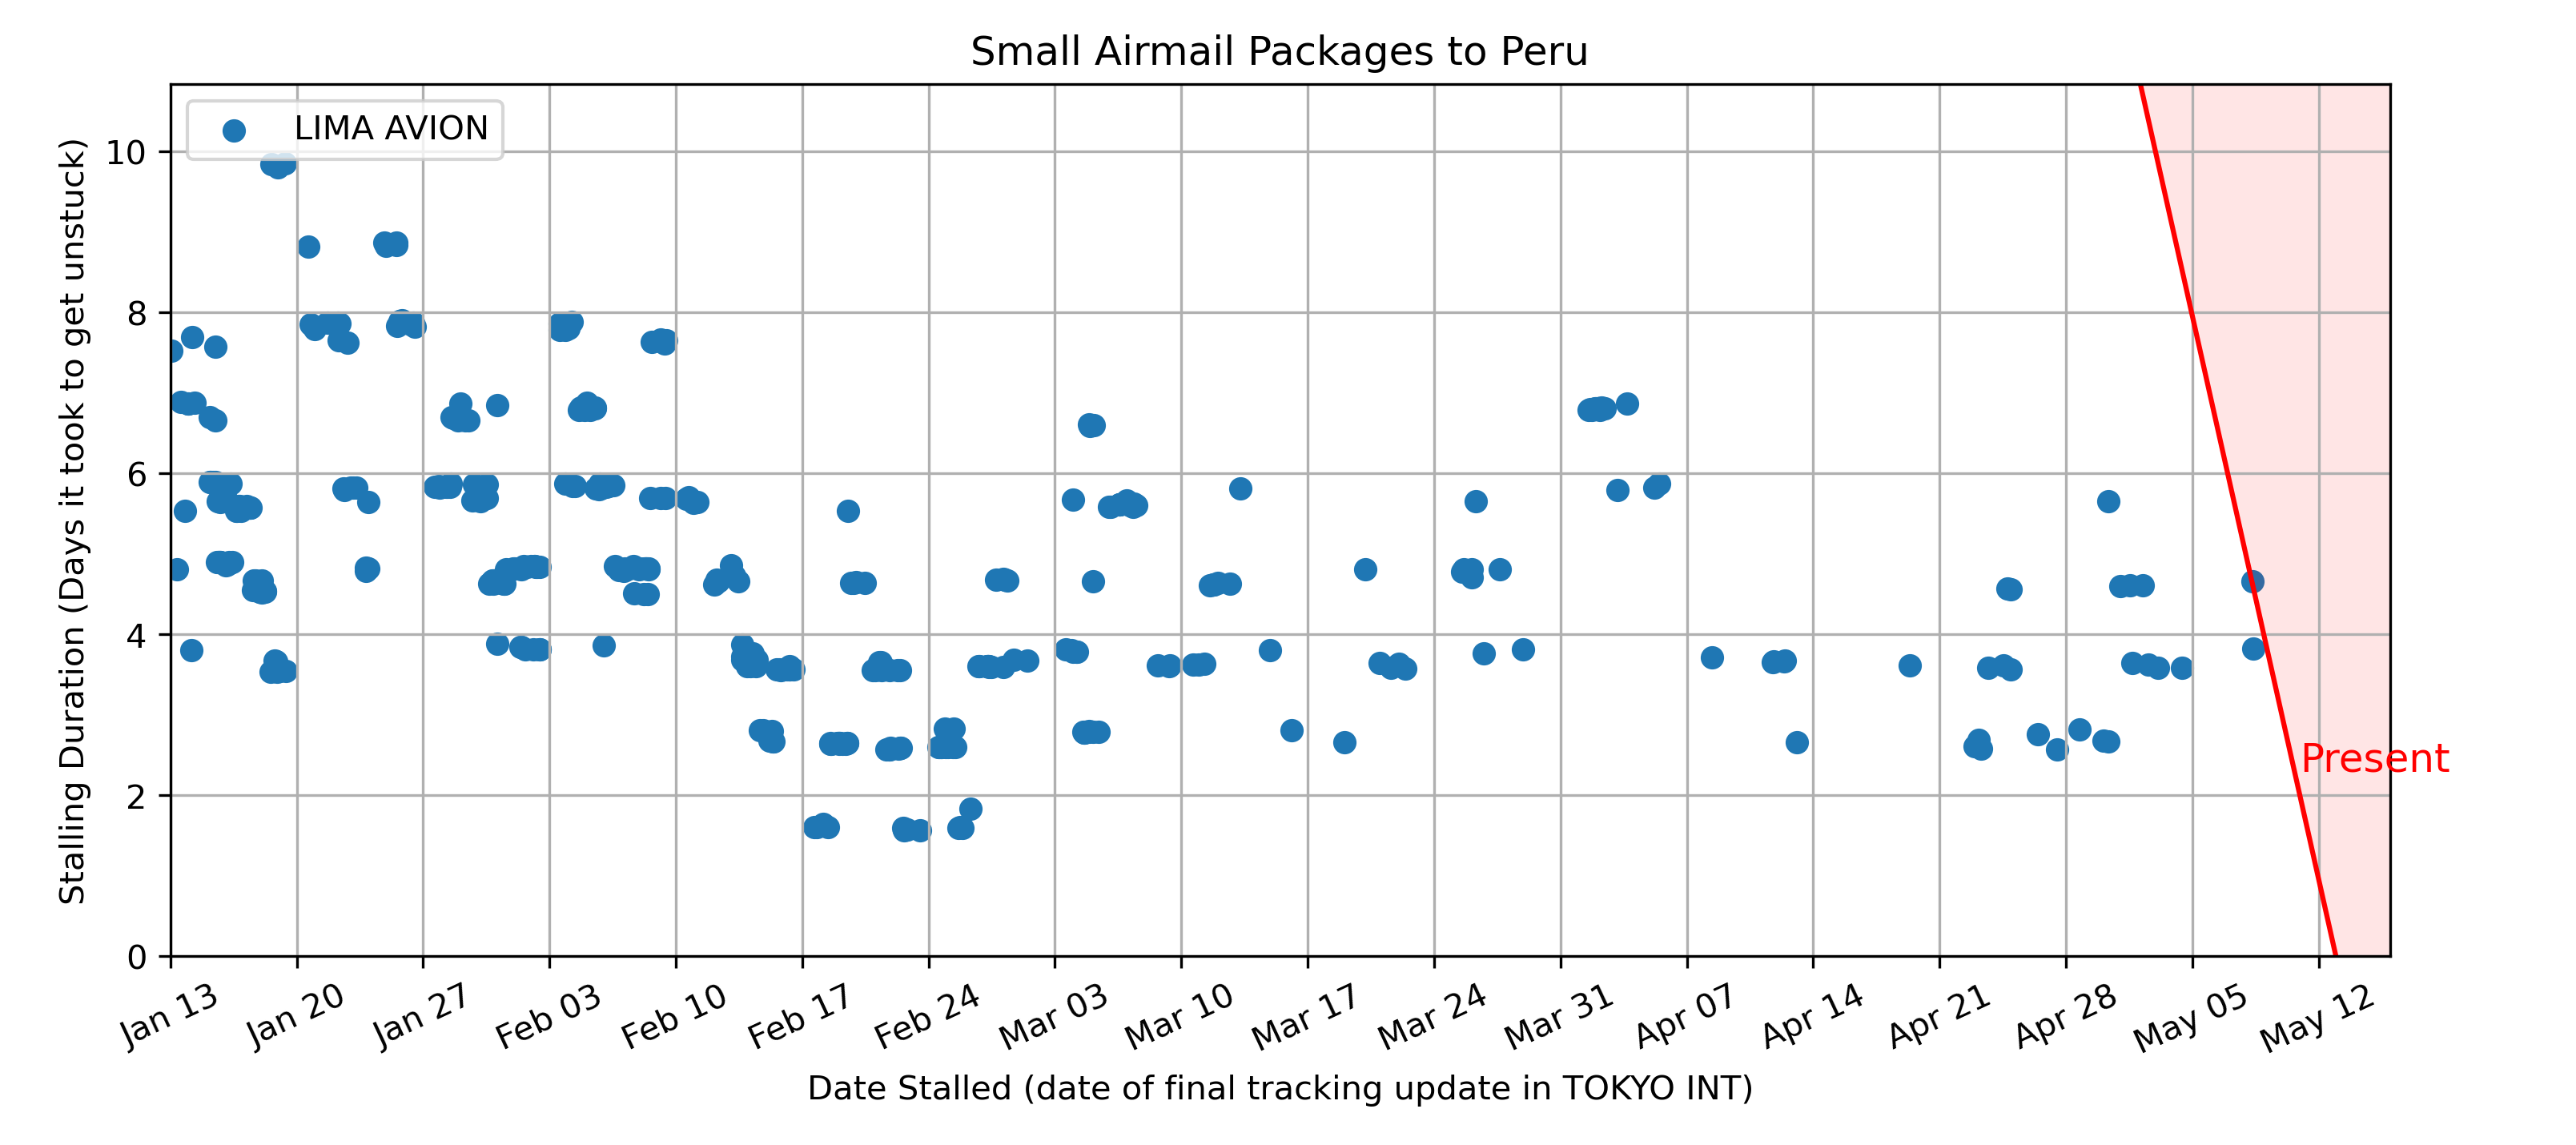 Small Airmail Packages to Peru
LIMA AVION
Stalling Duration (Days it took to get unstuck)
10
8
6
4
2
0
Present
Jan 13
Jan 20
Jan 27
Feb 03
Feb 10
Feb 17
Feb 24
Mar 03
Mar 10
Mar 17
Mar 24
Mar 31
Apr 07
Apr 14
Apr 21
Apr 28
May 05
May 12
Date Stalled (date of final tracking update in TOKYO INT)